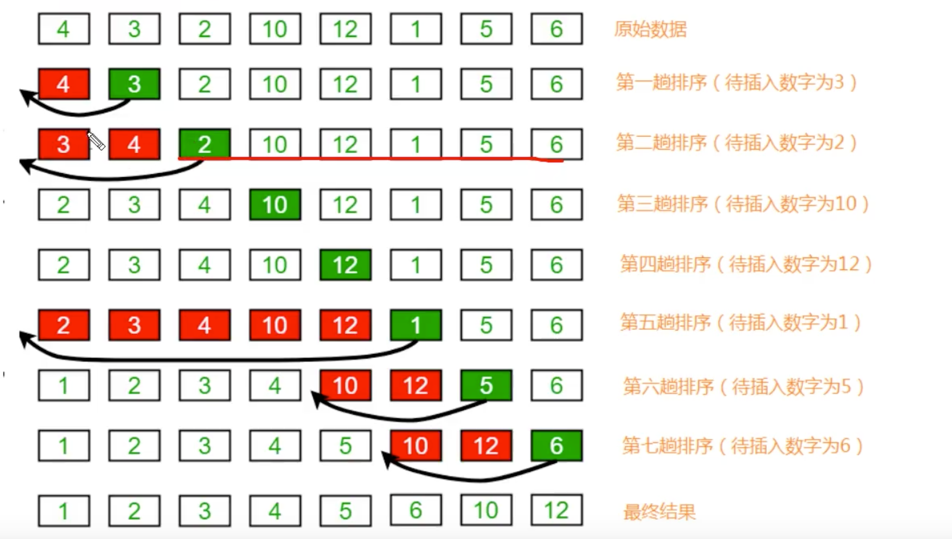 4 3 2 10 12 1 5 6 原始数据
4 3 2 10 12 1 5 6 第一趟排序（待插入数字为3）
3 4 2 10 12 1 5 6 第二趟排序（待插入数字为2）
2 3 4 10 12 1 5 6 第三趟排序（待插入数字为10）
2 3 4 10 12 1 5 6 第四趟排序（待插入数字为12）
2 3 4 10 12 1 5 6 第五趟排序（待插入数字为1）
1 2 3 4 10 12 5 6 第六趟排序（待插入数字为5）
1 2 3 4 5 10 12 6 第七趟排序（待插入数字为6）
1 2 3 4 5 6 10 12 最终结果